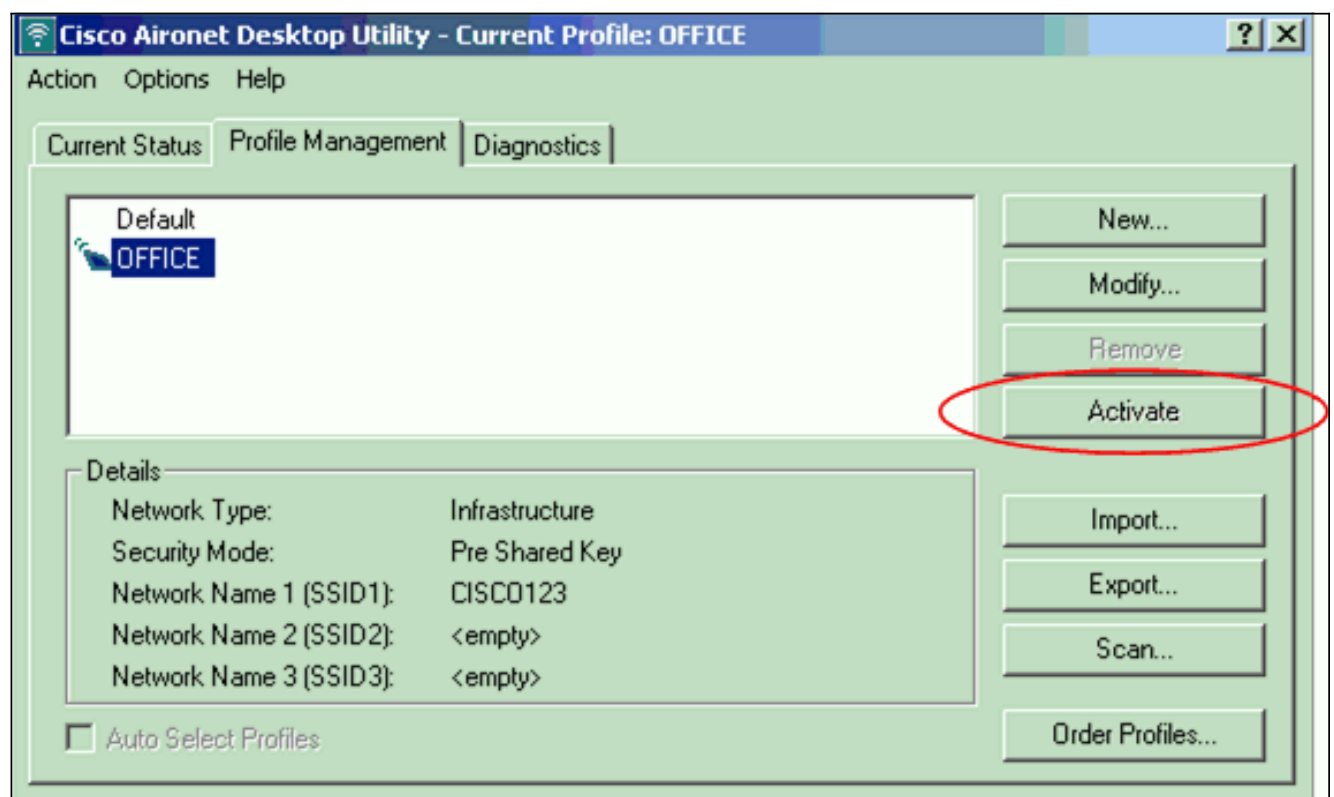 Cisco Aironet Desktop Utility - Current Profile: OFFICE
Action Options Help
Current Status Profile Management Diagnostics
Default
OFFICE
New...
Modify...
Remove
Activate
Details
Network Type: Infrastructure
Security Mode: Pre Shared Key
Network Name 1 (SSID1): CISCO123
Network Name 2 (SSID2): <empty>
Network Name 3 (SSID3): <empty>
Import...
Export...
Scan...
Auto Select Profiles
Order Profiles...